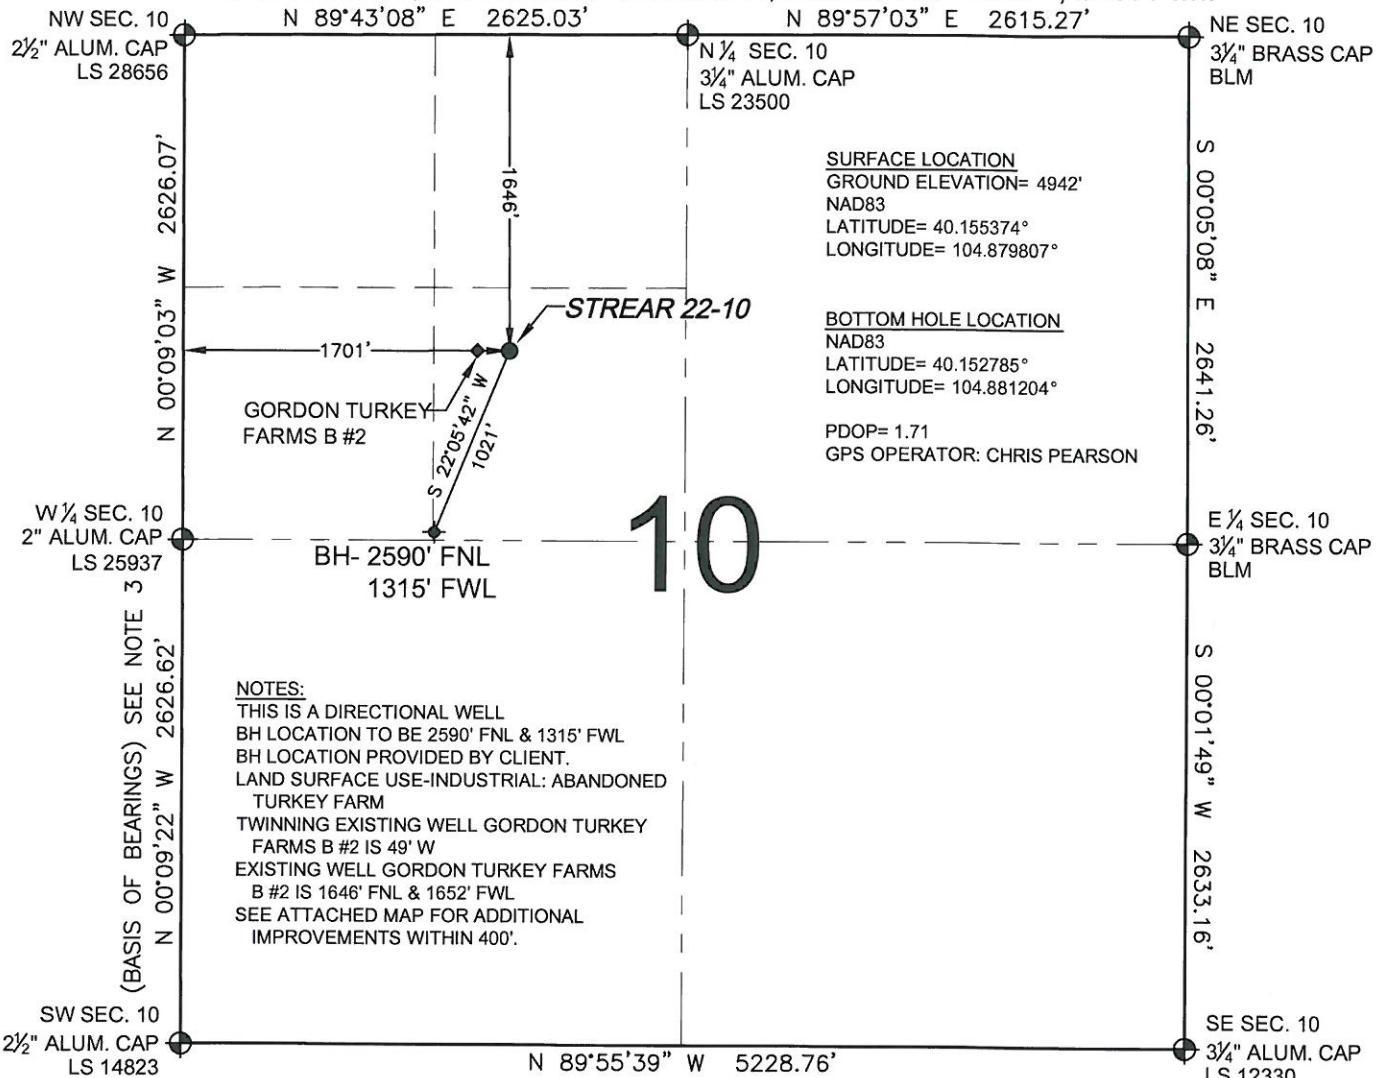 N 89°43'08" E 2625.03'
N 89°57'03" E 2615.27'
NW SEC. 10
2½" ALUM. CAP
LS 28656
N ¼ SEC. 10
3¼" ALUM. CAP
LS 23500
NE SEC. 10
3¼" BRASS CAP
BLM
N 00°09'03" W 2626.07'
1646'
SURFACE LOCATION
GROUND ELEVATION= 4942'
NAD83
LATITUDE= 40.155374°
LONGITUDE= 104.879807°
S 00°05'08" E 2641.26'
STREAR 22-10
1701'
BOTTOM HOLE LOCATION
NAD83
LATITUDE= 40.152785°
LONGITUDE= 104.881204°
PDOP= 1.71
GPS OPERATOR: CHRIS PEARSON
GORDON TURKEY
FARMS B #2
S 22°05'42" W
1021'
W ¼ SEC. 10
2" ALUM. CAP
LS 25937
BH- 2590' FNL
1315' FWL
10
E ¼ SEC. 10
3¼" BRASS CAP
BLM
(BASIS OF BEARINGS) SEE NOTE 3
N 00°09'22" W 2626.62'
NOTES:
THIS IS A DIRECTIONAL WELL
BH LOCATION TO BE 2590' FNL & 1315' FWL
BH LOCATION PROVIDED BY CLIENT.
LAND SURFACE USE-INDUSTRIAL: ABANDONED
TURKEY FARM
TWINNING EXISTING WELL GORDON TURKEY
FARMS B #2 IS 49' W
EXISTING WELL GORDON TURKEY FARMS
B #2 IS 1646' FNL & 1652' FWL
SEE ATTACHED MAP FOR ADDITIONAL
IMPROVEMENTS WITHIN 400'.
S 00°01'49" W 2633.16'
SW SEC. 10
2½" ALUM. CAP
LS 14823
N 89°55'39" W 5228.76'
SE SEC. 10
3¼" ALUM. CAP
LS 12330